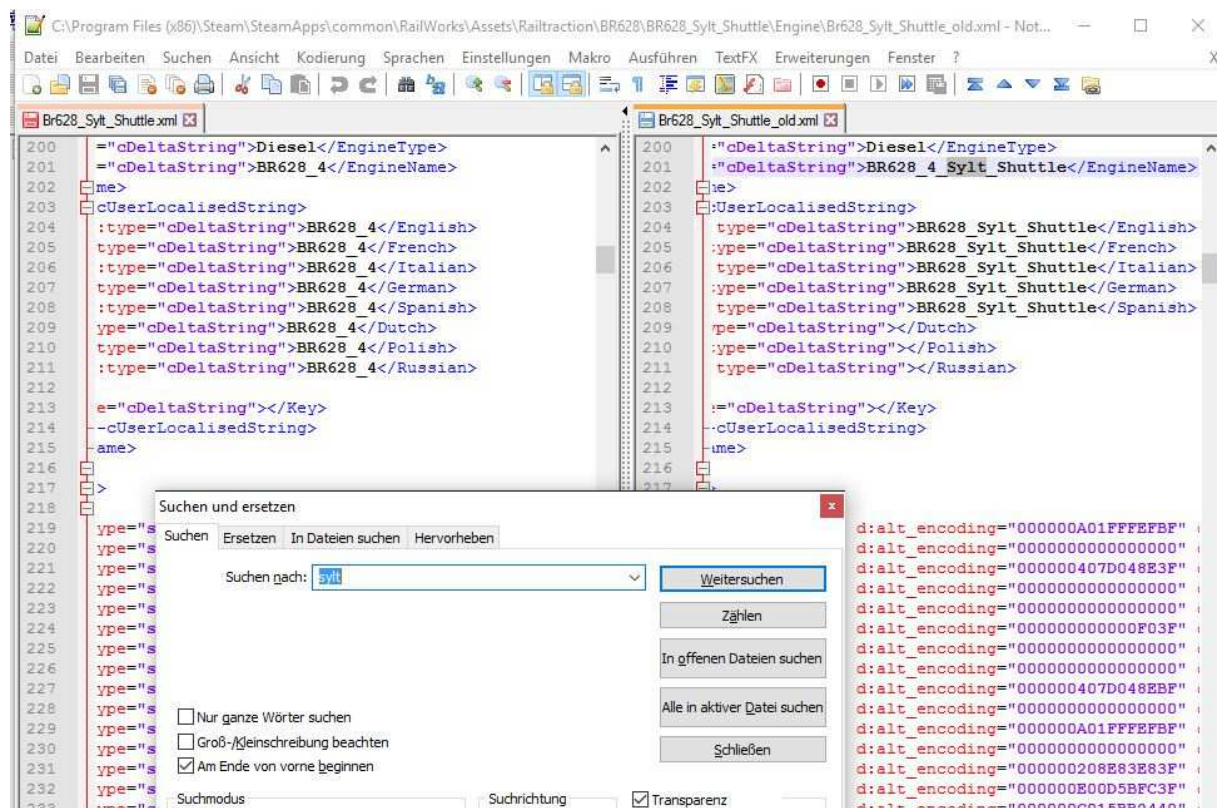 C:\Program Files (x86)\Steam\SteamApps\common\RailWorks\Assets\Railtraction\BR628\BR628_Sylt_Shuttle\Engine\Br628_Sylt_Shuttle_old.xml - Not...
Datei Bearbeiten Suchen Ansicht Kodierung Sprachen Einstellungen Makro Ausführen TextFX Erweiterungen Fenster ? X
Br628_Sylt_Shuttle.xml
200 ="cDeltaString">Diesel</EngineType>
201 ="cDeltaString">BR628_4</EngineName>
202 me>
203 cUserLocalisedString>
204 :type="cDeltaString">BR628_4</English>
205 type="cDeltaString">BR628_4</French>
206 :type="cDeltaString">BR628_4</Italian>
207 type="cDeltaString">BR628_4</German>
208 :type="cDeltaString">BR628_4</Spanish>
209 ype="cDeltaString">BR628_4</Dutch>
210 type="cDeltaString">BR628_4</Polish>
211 :type="cDeltaString">BR628_4</Russian>
212
213 e="cDeltaString"></Key>
214 -cUserLocalisedString>
215 ame>
216
217 >
218
219 ype="s
220 ype="s
221 ype="s
222 ype="s
223 ype="s
224 ype="s
225 ype="s
226 ype="s
227 ype="s
228 ype="s
229 ype="s
230 ype="s
231 ype="s
232 ype="s
Br628_Sylt_Shuttle_old.xml
200 "cDeltaString">Diesel</EngineType>
201 "cDeltaString">BR628_4_Sylt_Shuttle</EngineName>
202 e>
203 UserLocalisedString>
204 type="cDeltaString">BR628_Sylt_Shuttle</English>
205 ype="cDeltaString">BR628_Sylt_Shuttle</French>
206 type="cDeltaString">BR628_Sylt_Shuttle</Italian>
207 ype="cDeltaString">BR628_Sylt_Shuttle</German>
208 type="cDeltaString">BR628_Sylt_Shuttle</Spanish>
209 pe="cDeltaString"></Dutch>
210 ype="cDeltaString"></Polish>
211 type="cDeltaString"></Russian>
212
213 ="cDeltaString"></Key>
214 cUserLocalisedString>
215 me>
216
217
d:alt_encoding="000000A01FFFEFBF"
d:alt_encoding="0000000000000000"
d:alt_encoding="000000407D048E3F"
d:alt_encoding="0000000000000000"
d:alt_encoding="0000000000000000"
d:alt_encoding="000000000000F03F"
d:alt_encoding="0000000000000000"
d:alt_encoding="0000000000000000"
d:alt_encoding="000000407D048EBF"
d:alt_encoding="0000000000000000"
d:alt_encoding="000000A01FFFEFBF"
d:alt_encoding="0000000000000000"
d:alt_encoding="000000208E83E83F"
d:alt_encoding="000000E00D5BFC3F"
Suchen und ersetzen x
Suchen Ersetzen In Dateien suchen Hervorheben
Suchen nach: sylt
Weitersuchen
Zählen
In offenen Dateien suchen
Alle in aktiver Datei suchen
Schließen
Nur ganze Wörter suchen
Groß-/Kleinschreibung beachten
Am Ende von vorne beginnen
Suchmodus Suchrichtung Transparenz